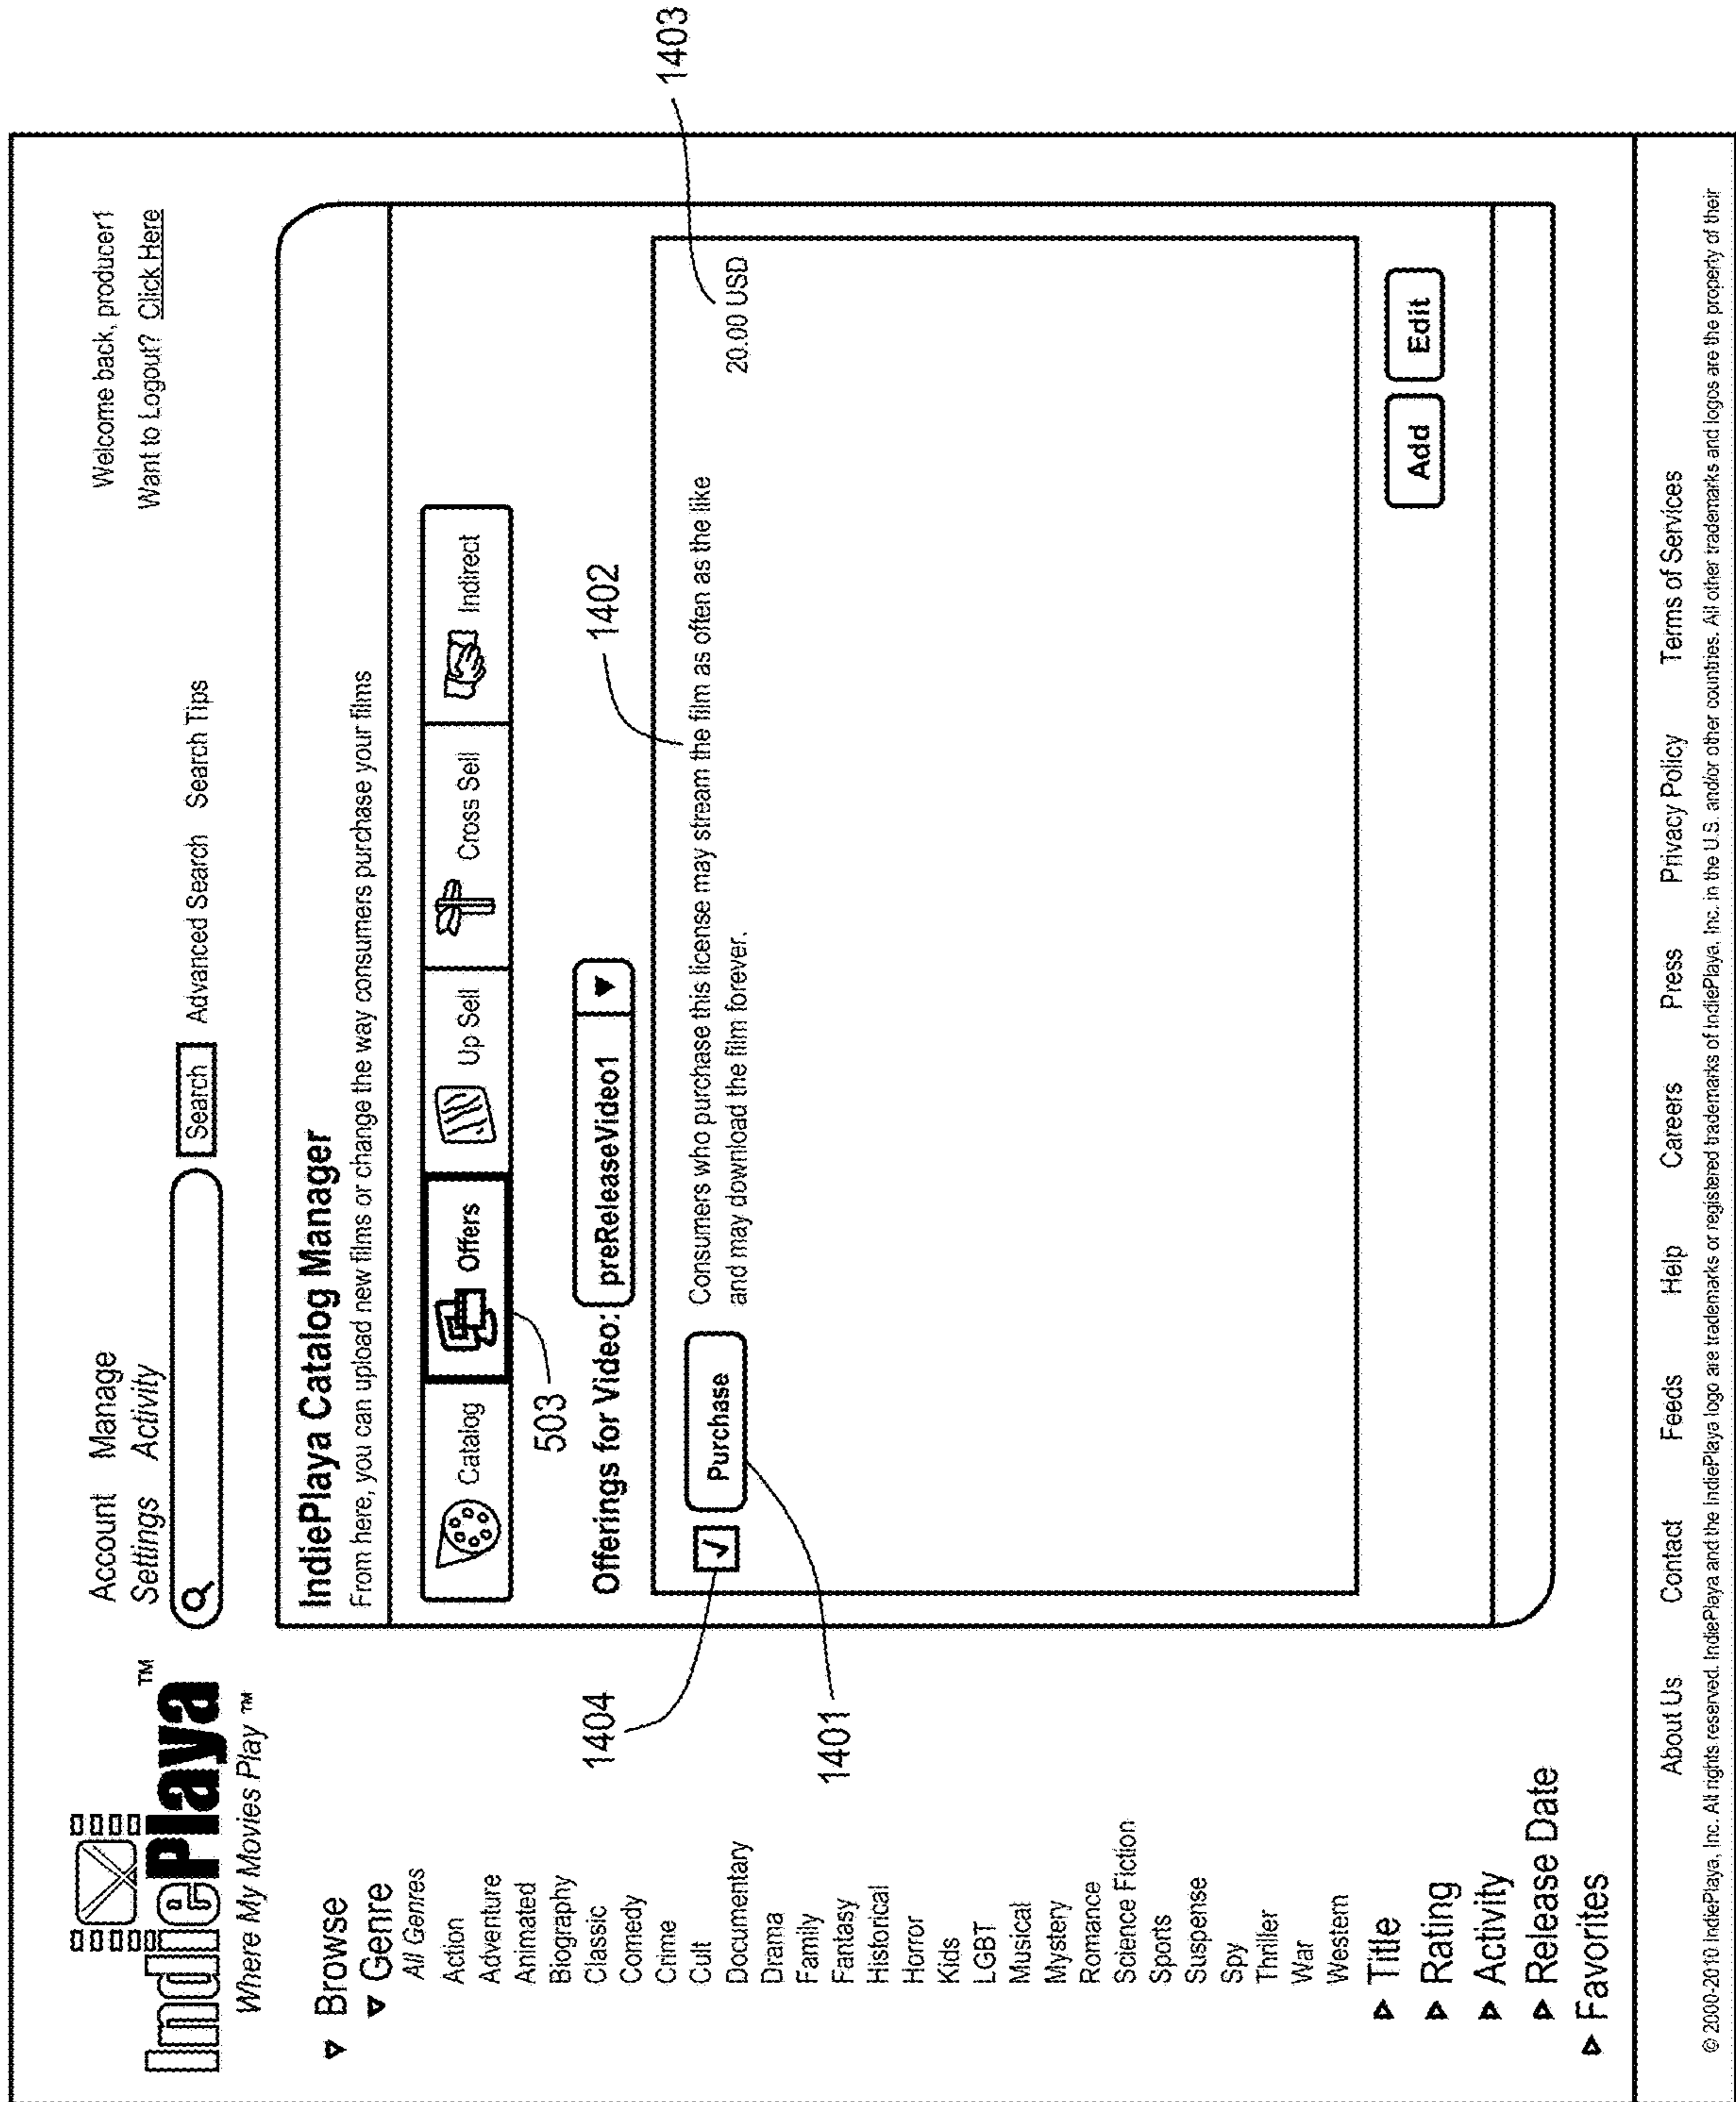 IndiePlaya™
Where My Movies Play ™
Account Manage
Settings Activity
Welcome back, producer1
Want to Logout? Click Here
Search Advanced Search Search Tips
▿ Browse
▿ Genre
All Genres
Action
Adventure
Animated
Biography
Classic
Comedy
Crime
Cult
Documentary
Drama
Family
Fantasy
Historical
Horror
Kids
LGBT
Musical
Mystery
Romance
Science Fiction
Sports
Suspense
Spy
Thriller
War
Western
▹ Title
▹ Rating
▹ Activity
▹ Release Date
▹ Favorites
IndiePlaya Catalog Manager
From here, you can upload new films or change the way consumers purchase your films
Catalog Offers Up Sell Cross Sell Indirect
503
Offerings for Video: preReleaseVideo1 ▼
1402
1403
1404
1401
✓ Purchase Consumers who purchase this license may stream the film as often as the like 20.00 USD
and may download the film forever.
Add Edit
About Us Contact Feeds Help Careers Press Privacy Policy Terms of Services
© 2000-2010 IndiePlaya, Inc. All rights reserved. IndiePlaya and the IndiePlaya logo are trademarks or registered trademarks of IndiePlaya, Inc. in the U.S. and/or other countries. All other trademarks and logos are the property of their